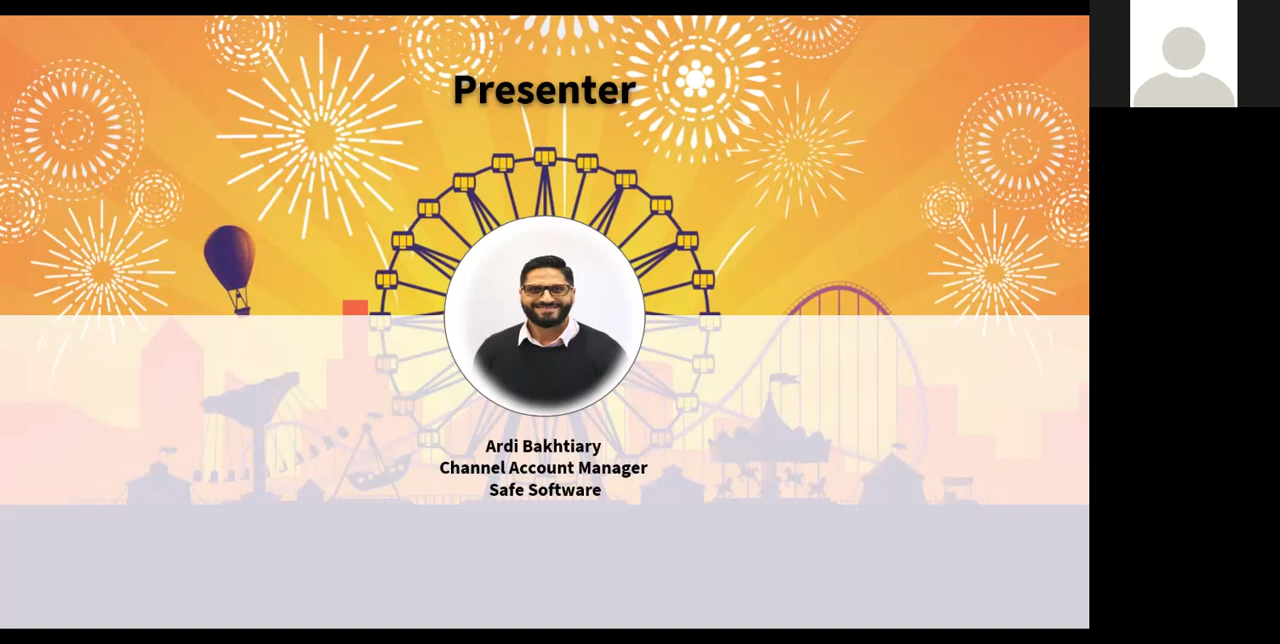 Presenter
Ardi Bakhtiary
Channel Account Manager
Safe Software